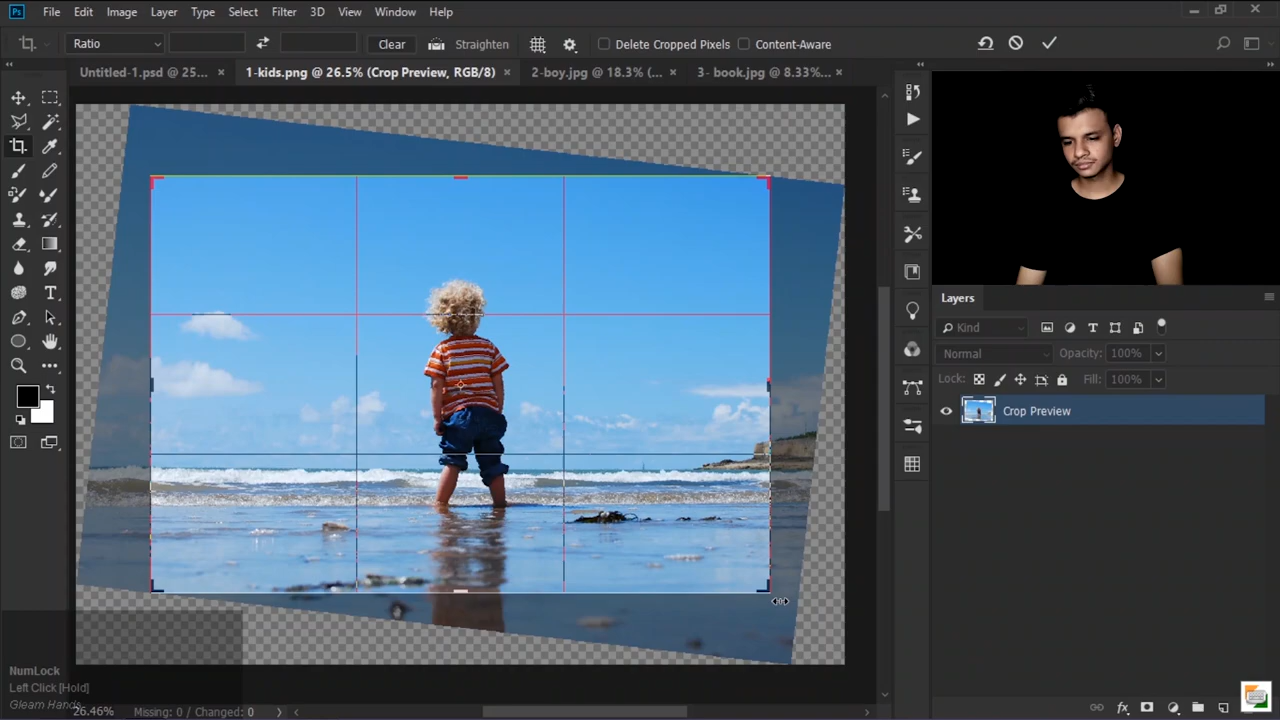 Ps File Edit Image Layer Type Select Filter 3D View Window Help
Ratio Clear Straighten Delete Cropped Pixels Content-Aware
Untitled-1.psd @ 25... × 1-kids.png @ 26.5% (Crop Preview, RGB/8) × 2-boy.jpg @ 18.3% (... × 3- book.jpg @ 8.33%... ×
Layers
Kind
Normal Opacity: 100%
Lock: Fill: 100%
Crop Preview
NumLock
Left Click [Hold]
Gleam Hands
26.46% Missing: 0 / Changed: 0